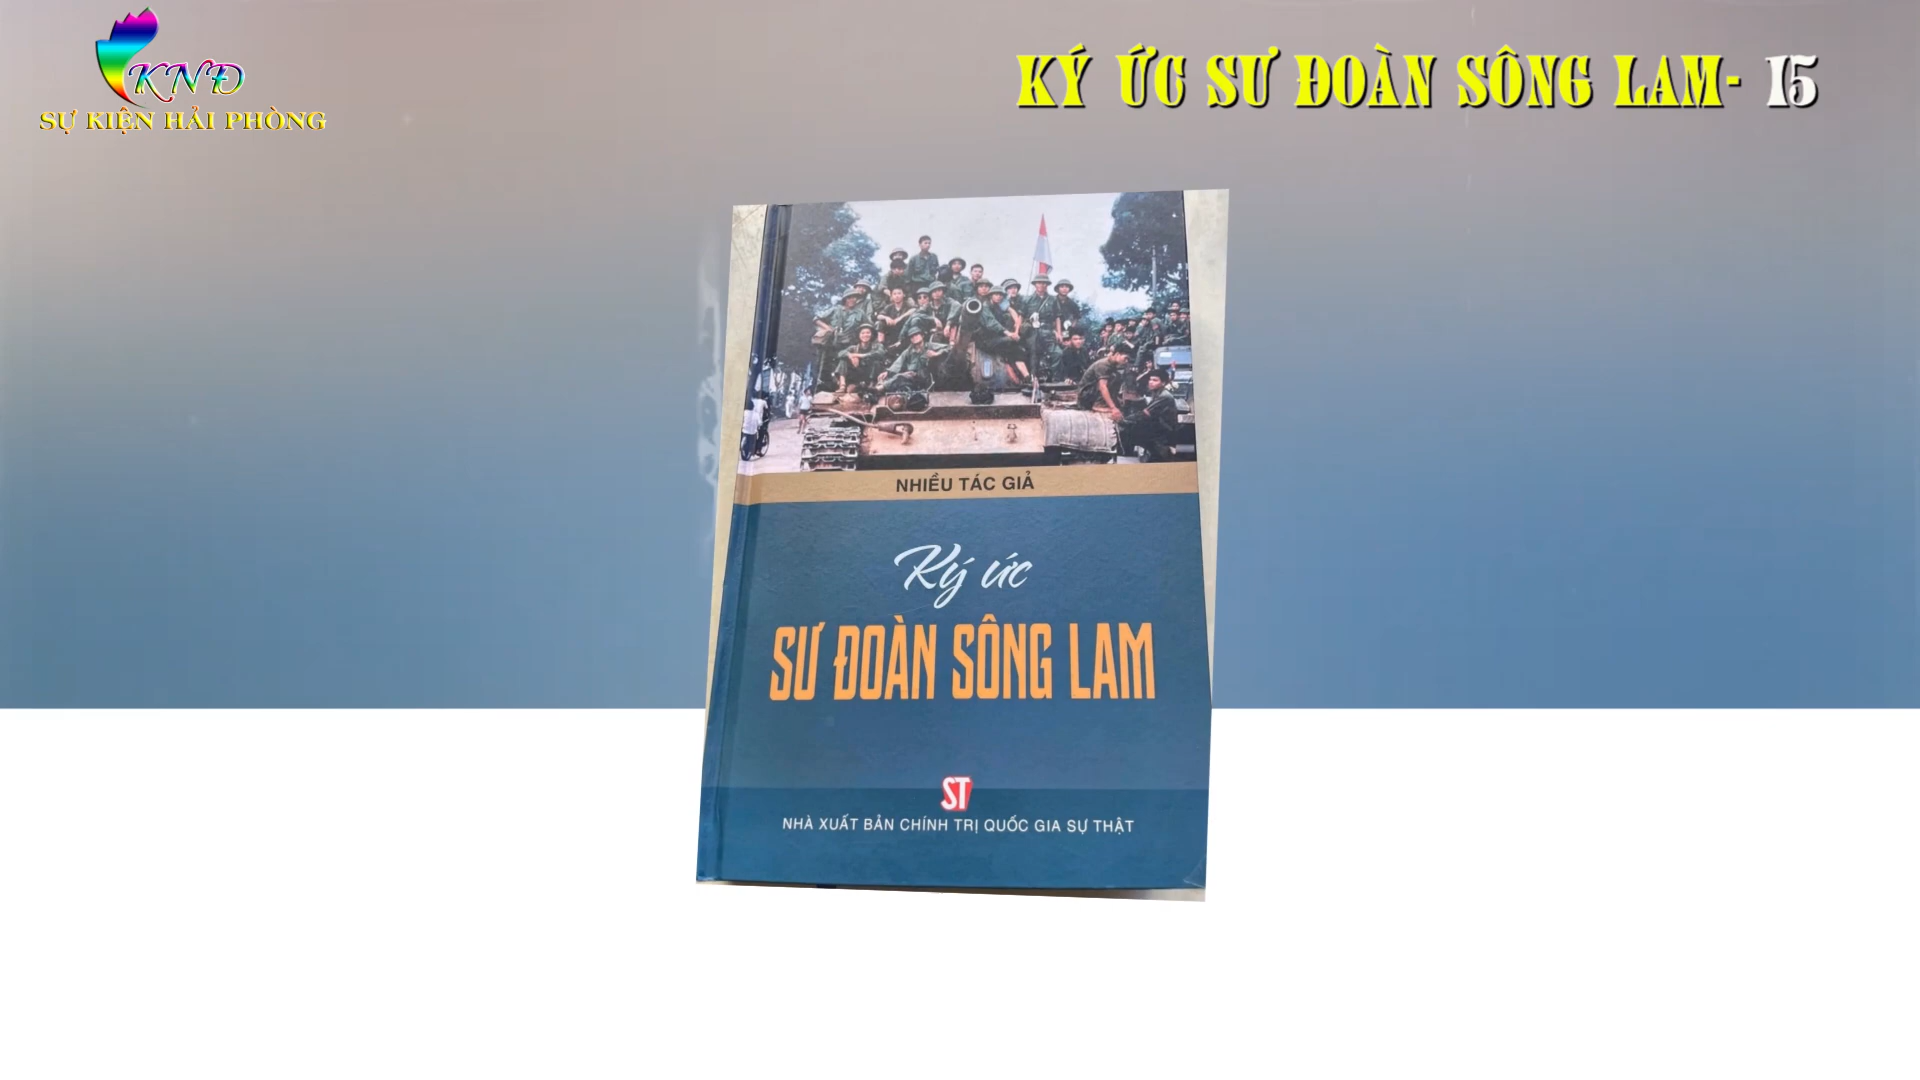 KNĐ
SỰ KIỆN HẢI PHÒNG
KÝ ỨC SƯ ĐOÀN SÔNG LAM- 15
NHIỀU TÁC GIẢ
Ký ức
SƯ ĐOÀN SÔNG LAM
ST
NHÀ XUẤT BẢN CHÍNH TRỊ QUỐC GIA SỰ THẬT